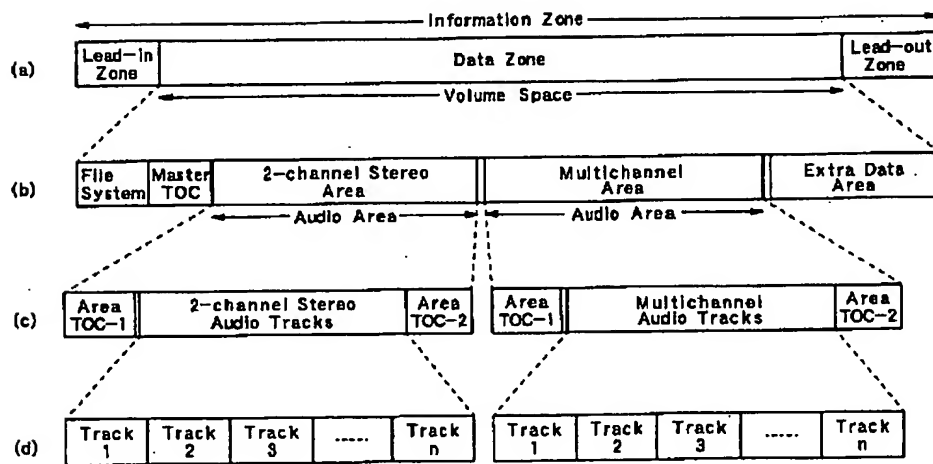 Information Zone
(a)
Lead-in Zone
Data Zone
Lead-out Zone
Volume Space
(b)
File System
Master TOC
2-channel Stereo Area
Multichannel Area
Extra Data Area
Audio Area
Audio Area
(c)
Area TOC-1
2-channel Stereo Audio Tracks
Area TOC-2
Area TOC-1
Multichannel Audio Tracks
Area TOC-2
(d)
Track 1
Track 2
Track 3
.....
Track n
Track 1
Track 2
Track 3
.....
Track n